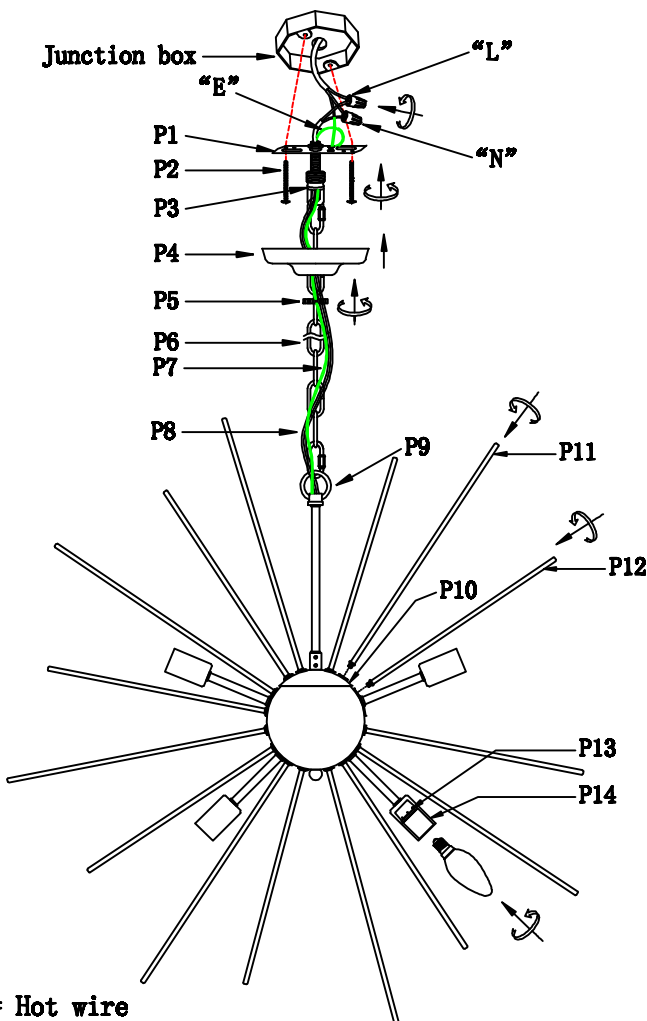 Junction box
"L"
"E"
"N"
P1
P2
P3
P4
P5
P6
P7
P8
P9
P11
P12
P10
P13
P14
= Hot wire